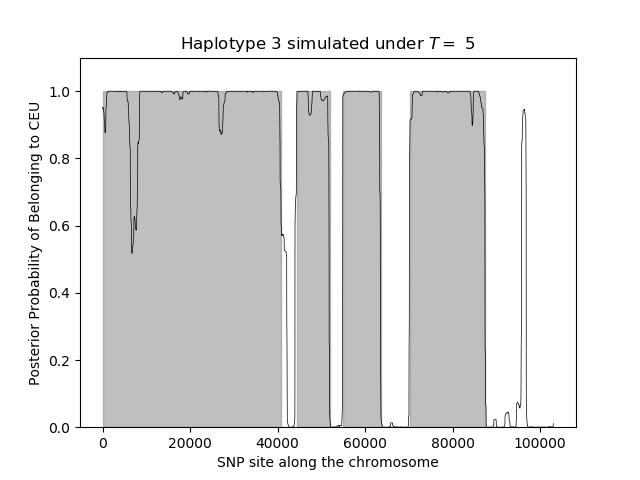 Haplotype 3 simulated under T = 5
Posterior Probability of Belonging to CEU
1.0
0.8
0.6
0.4
0.2
0.0
0 20000 40000 60000 80000 100000
SNP site along the chromosome